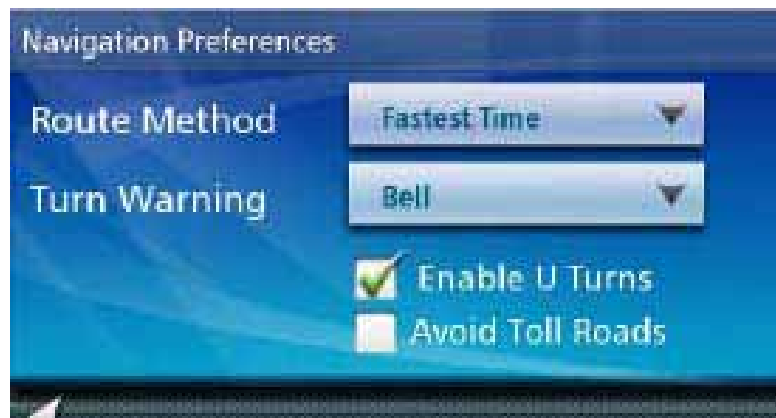 Navigation Preferences
Route Method Fastest Time
Turn Warning Bell
Enable U Turns
Avoid Toll Roads